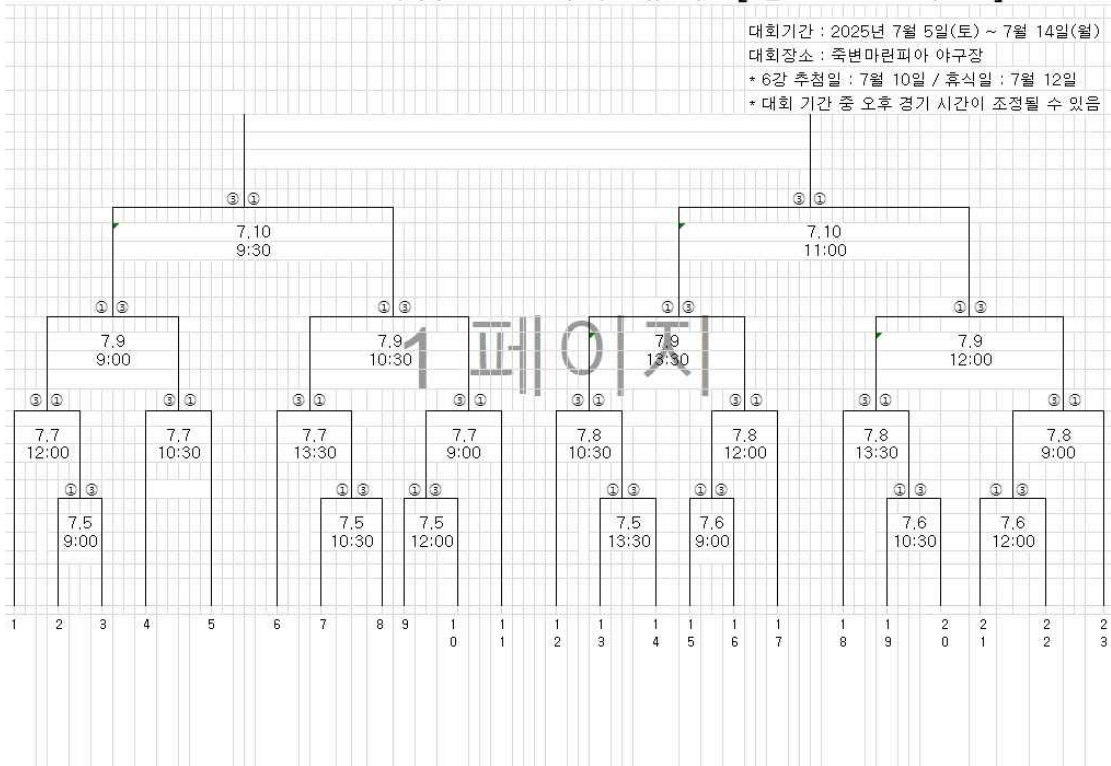 대회기간 : 2025년 7월 5일(토) ~ 7월 14일(월)
대회장소 : 죽변마린피아 야구장
* 6강 추첨일 : 7월 10일 / 휴식일 : 7월 12일
* 대회 기간 중 오후 경기 시간이 조정될 수 있음
③ ① ③ ①
7.10 7.10
9:30 11:00
① ③ ① ③ ① ③ ① ③
7.9 7.9 7.9 7.9
9:00 10:30 13:30 12:00
1 페이지
③ ① ③ ① ③ ① ③ ① ③ ① ③ ① ③ ① ③ ①
7.7 7.7 7.7 7.7 7.8 7.8 7.8 7.8
12:00 10:30 13:30 9:00 10:30 12:00 13:30 9:00
① ③ ① ③ ① ③ ① ③ ① ③ ① ③ ① ③
7.5 7.5 7.5 7.5 7.6 7.6 7.6
9:00 10:30 12:00 13:30 9:00 10:30 12:00
1 2 3 4 5 6 7 8 9 10 11 12 13 14 15 16 17 18 19 20 21 22 23